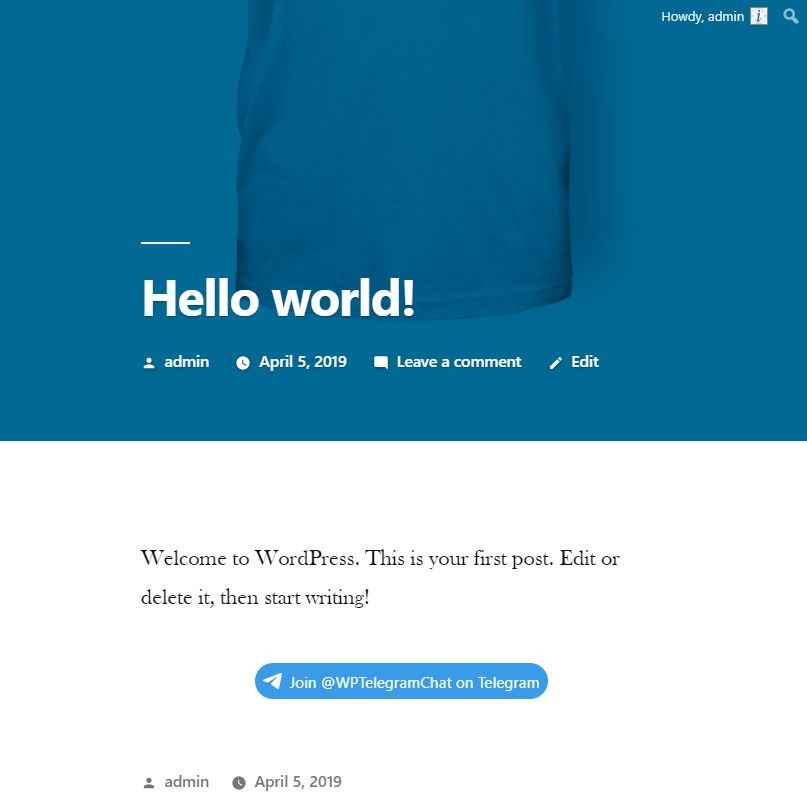 Howdy, admin
Hello world!
admin April 5, 2019 Leave a comment Edit
Welcome to WordPress. This is your first post. Edit or
delete it, then start writing!
Join @WPTelegramChat on Telegram
admin April 5, 2019